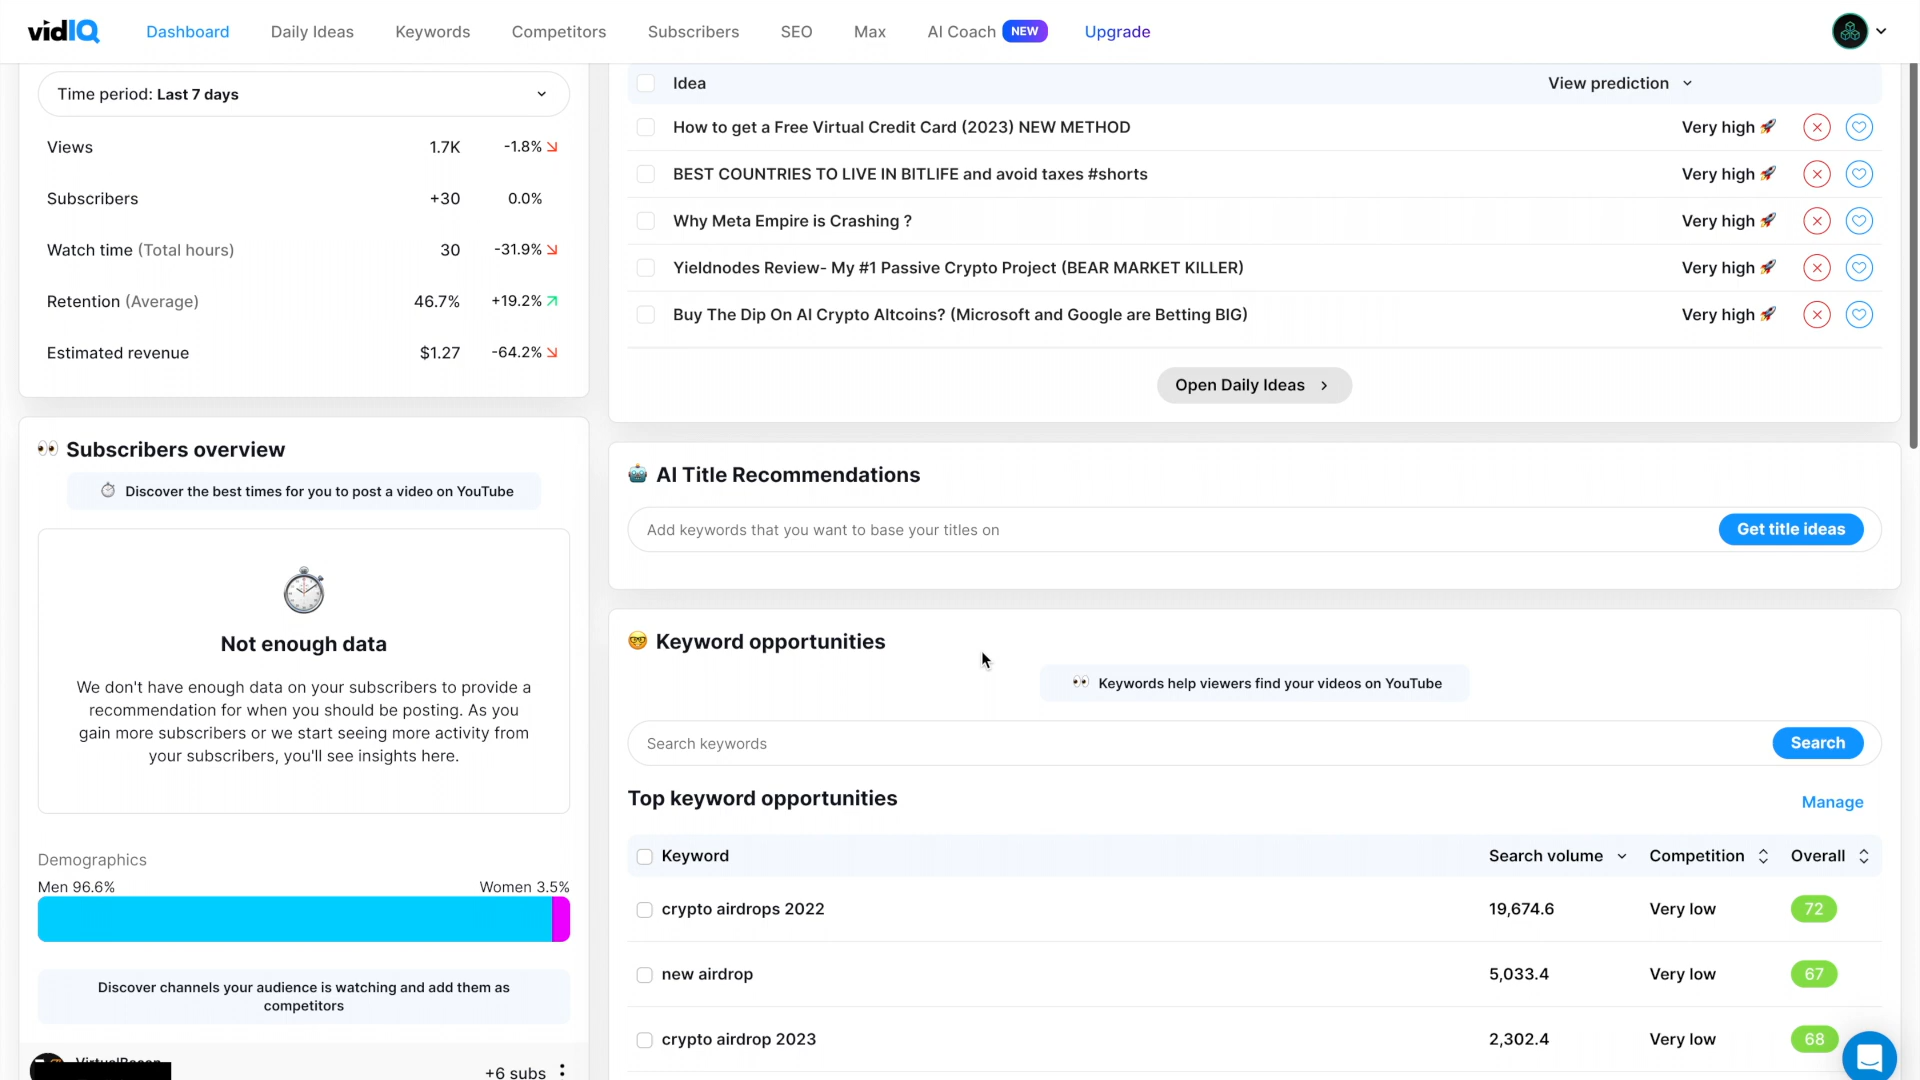 vidIQ
Dashboard
Daily Ideas
Keywords
Competitors
Subscribers
SEO
Max
AI Coach NEW
Upgrade
Time period: Last 7 days
Views 1.7K -1.8%
Subscribers +30 0.0%
Watch time (Total hours) 30 -31.9%
Retention (Average) 46.7% +19.2%
Estimated revenue $1.27 -64.2%
Subscribers overview
Discover the best times for you to post a video on YouTube
Not enough data
We don't have enough data on your subscribers to provide a
recommendation for when you should be posting. As you
gain more subscribers or we start seeing more activity from
your subscribers, you'll see insights here.
Demographics
Men 96.6% Women 3.5%
Discover channels your audience is watching and add them as
competitors
+6 subs
Idea View prediction
How to get a Free Virtual Credit Card (2023) NEW METHOD Very high
BEST COUNTRIES TO LIVE IN BITLIFE and avoid taxes #shorts Very high
Why Meta Empire is Crashing ? Very high
Yieldnodes Review- My #1 Passive Crypto Project (BEAR MARKET KILLER) Very high
Buy The Dip On AI Crypto Altcoins? (Microsoft and Google are Betting BIG) Very high
Open Daily Ideas
AI Title Recommendations
Add keywords that you want to base your titles on Get title ideas
Keyword opportunities
Keywords help viewers find your videos on YouTube
Search keywords Search
Top keyword opportunities Manage
Keyword Search volume Competition Overall
crypto airdrops 2022 19,674.6 Very low 72
new airdrop 5,033.4 Very low 67
crypto airdrop 2023 2,302.4 Very low 68